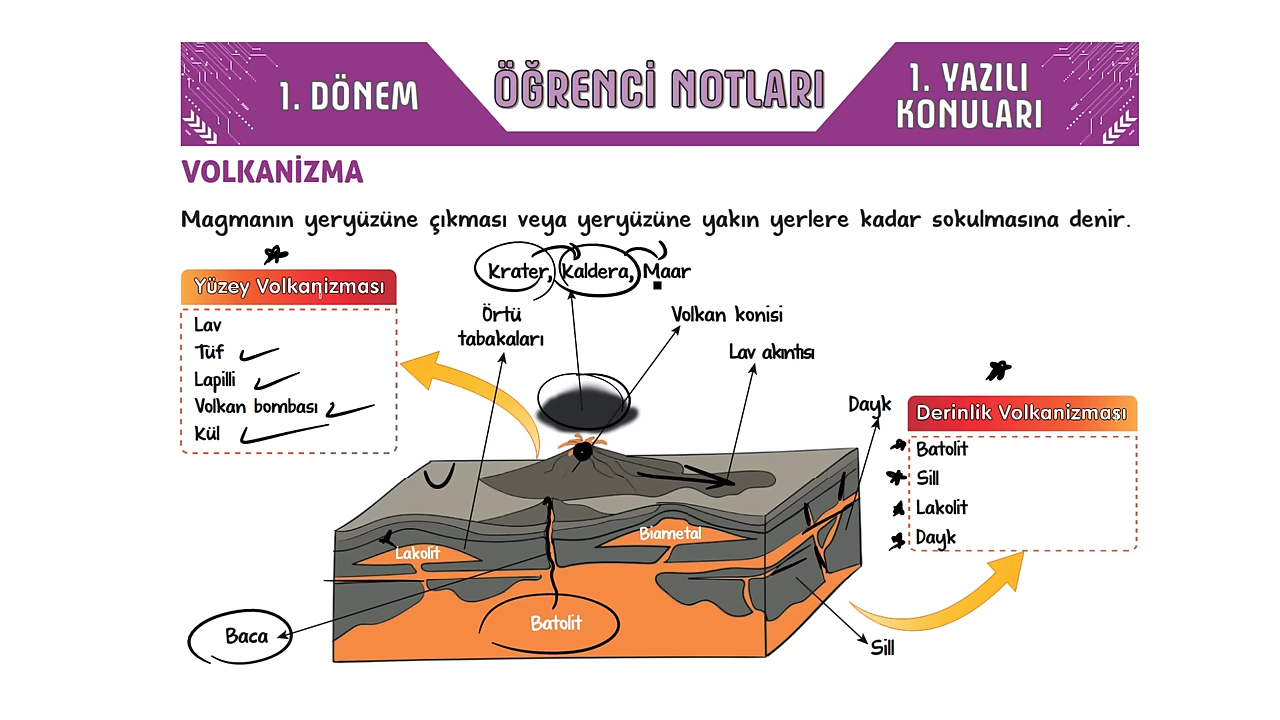 1. DÖNEM
ÖĞRENCİ NOTLARI
1. YAZILI
KONULARI
VOLKANİZMA
Magmanın yeryüzüne çıkması veya yeryüzüne yakın yerlere kadar sokulmasına denir.
Yüzey Volkanizması
Lav
Tüf
Lapilli
Volkan bombası
Kül
Krater, Kaldera, Maar
Örtü
tabakaları
Volkan konisi
Lav akıntısı
Dayk
Derinlik Volkanizması
Batolit
Sill
Lakolit
Dayk
Lakolit
Biametal
Batolit
Baca
Sill